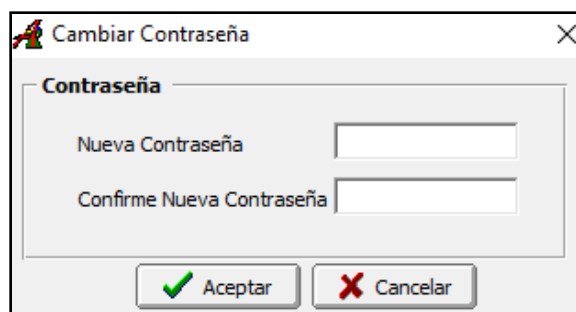 Cambiar Contraseña
Contraseña
Nueva Contraseña
Confirme Nueva Contraseña
Aceptar Cancelar